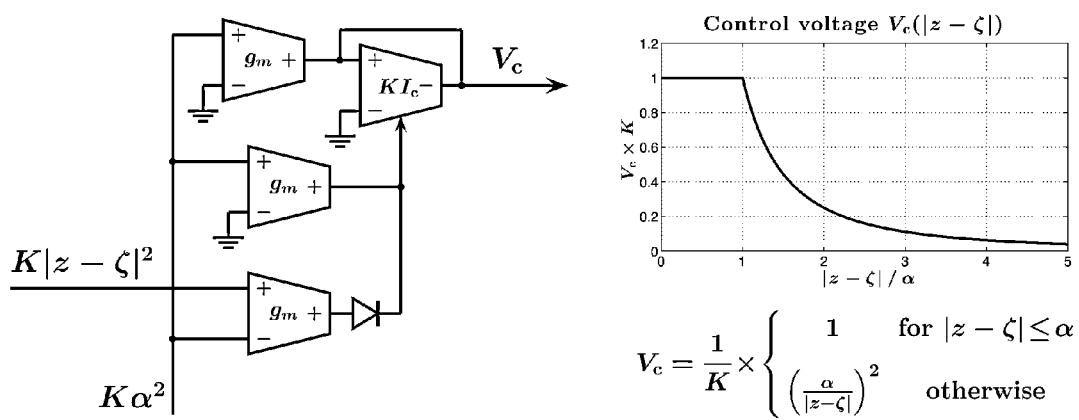 +
g_m +
−
+
KI_c −
−
V_c
+
g_m +
−
K|z − ζ|²
+
g_m +
−
Kα²
Control voltage V_c(|z − ζ|)
V_c × K
1.2
1
0.8
0.6
0.4
0.2
0
0 1 2 3 4 5
|z − ζ| / α
V_c = 1/K × { 1 for |z − ζ| ≤ α
(α/|z−ζ|)² otherwise